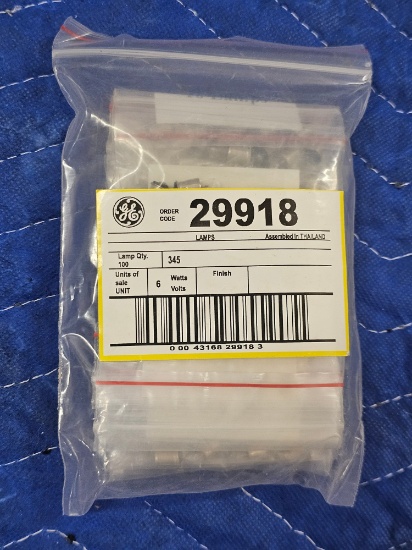 GE
ORDER CODE 29918
LAMPS Assembled in THAILAND
Lamp Qty. 100 345
Units of sale UNIT 6 Watts Volts Finish
0 00 43168 29918 3